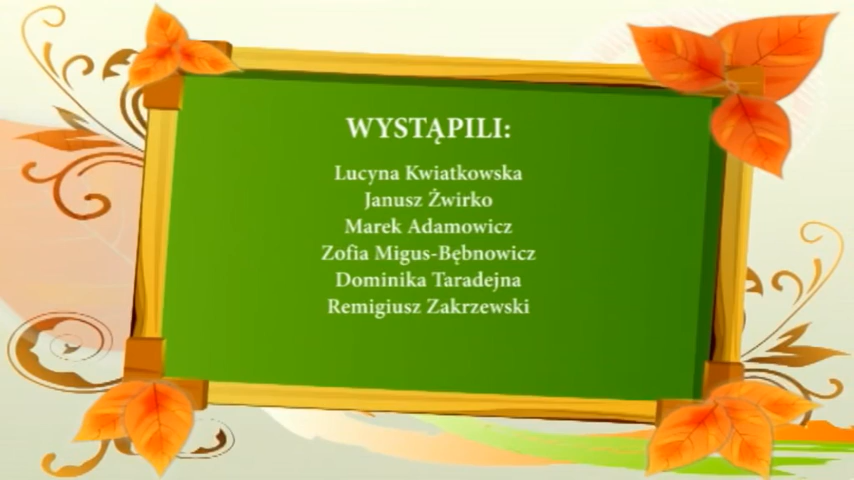 WYSTĄPILI:
Lucyna Kwiatkowska
Janusz Żwirko
Marek Adamowicz
Zofia Migus-Bębnowicz
Dominika Taradejna
Remigiusz Zakrzewski